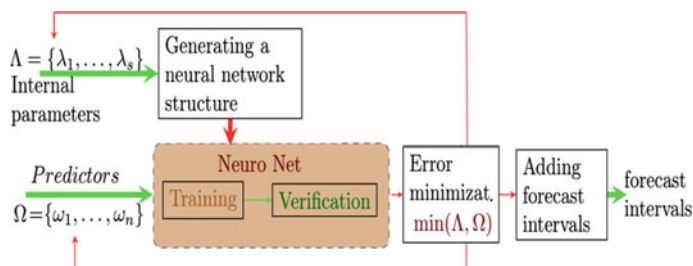 Λ = {λ₁,...,λₛ}
Internal
parameters
Generating a
neural network
structure
Predictors
Ω={ω₁,...,ωₙ}
Neuro Net
Training
Verification
Error
minimizat.
min(Λ, Ω)
Adding
forecast
intervals
forecast
intervals